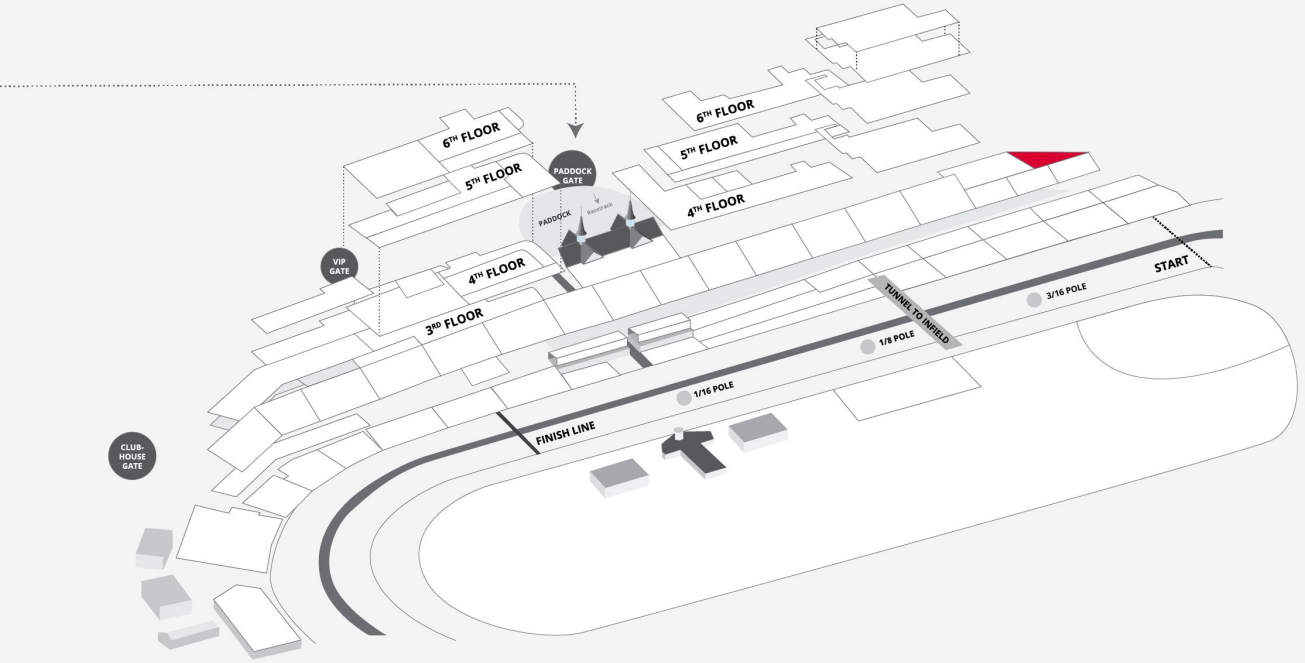 6TH FLOOR
5TH FLOOR
4TH FLOOR
3RD FLOOR
6TH FLOOR
5TH FLOOR
4TH FLOOR
PADDOCK
GATE
PADDOCK
Racetrack
VIP
GATE
CLUB-
HOUSE
GATE
START
3/16 POLE
TUNNEL TO INFIELD
1/8 POLE
1/16 POLE
FINISH LINE